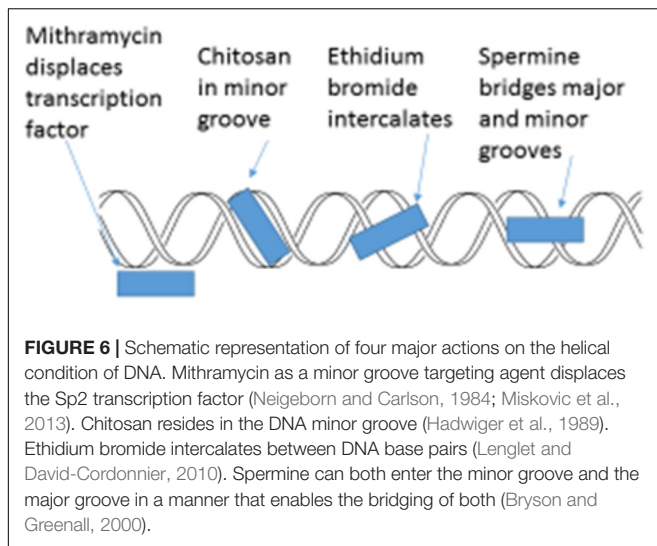 Mithramycin
displaces
transcription
factor
Chitosan
in minor
groove
Ethidium
bromide
intercalates
Spermine
bridges major
and minor
grooves
FIGURE 6 | Schematic representation of four major actions on the helical
condition of DNA. Mithramycin as a minor groove targeting agent displaces
the Sp2 transcription factor (Neigeborn and Carlson, 1984; Miskovic et al.,
2013). Chitosan resides in the DNA minor groove (Hadwiger et al., 1989).
Ethidium bromide intercalates between DNA base pairs (Lenglet and
David-Cordonnier, 2010). Spermine can both enter the minor groove and the
major groove in a manner that enables the bridging of both (Bryson and
Greenall, 2000).